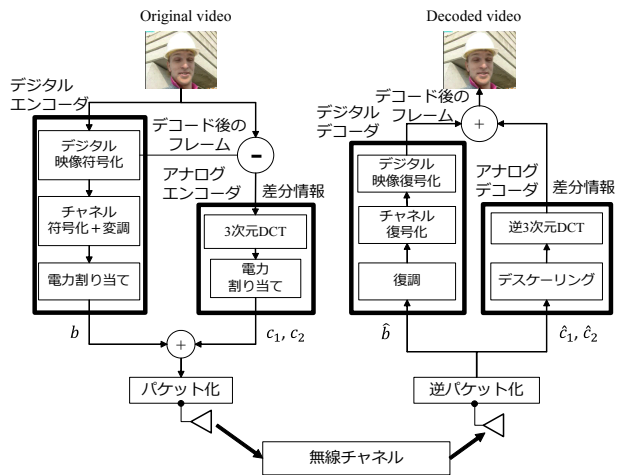 Original video
デジタル
エンコーダ
デコード後の
フレーム
デジタル
映像符号化
-
アナログ
エンコーダ
差分情報
チャネル
符号化+変調
電力割り当て
3次元DCT
電力
割り当て
b
c₁, c₂
+
パケット化
無線チャネル
Decoded video
デジタル
デコーダ
デコード後の
フレーム
+
デジタル
映像復号化
アナログ
デコーダ
差分情報
チャネル
復号化
復調
逆3次元DCT
デスケーリング
b̂
ĉ₁, ĉ₂
逆パケット化